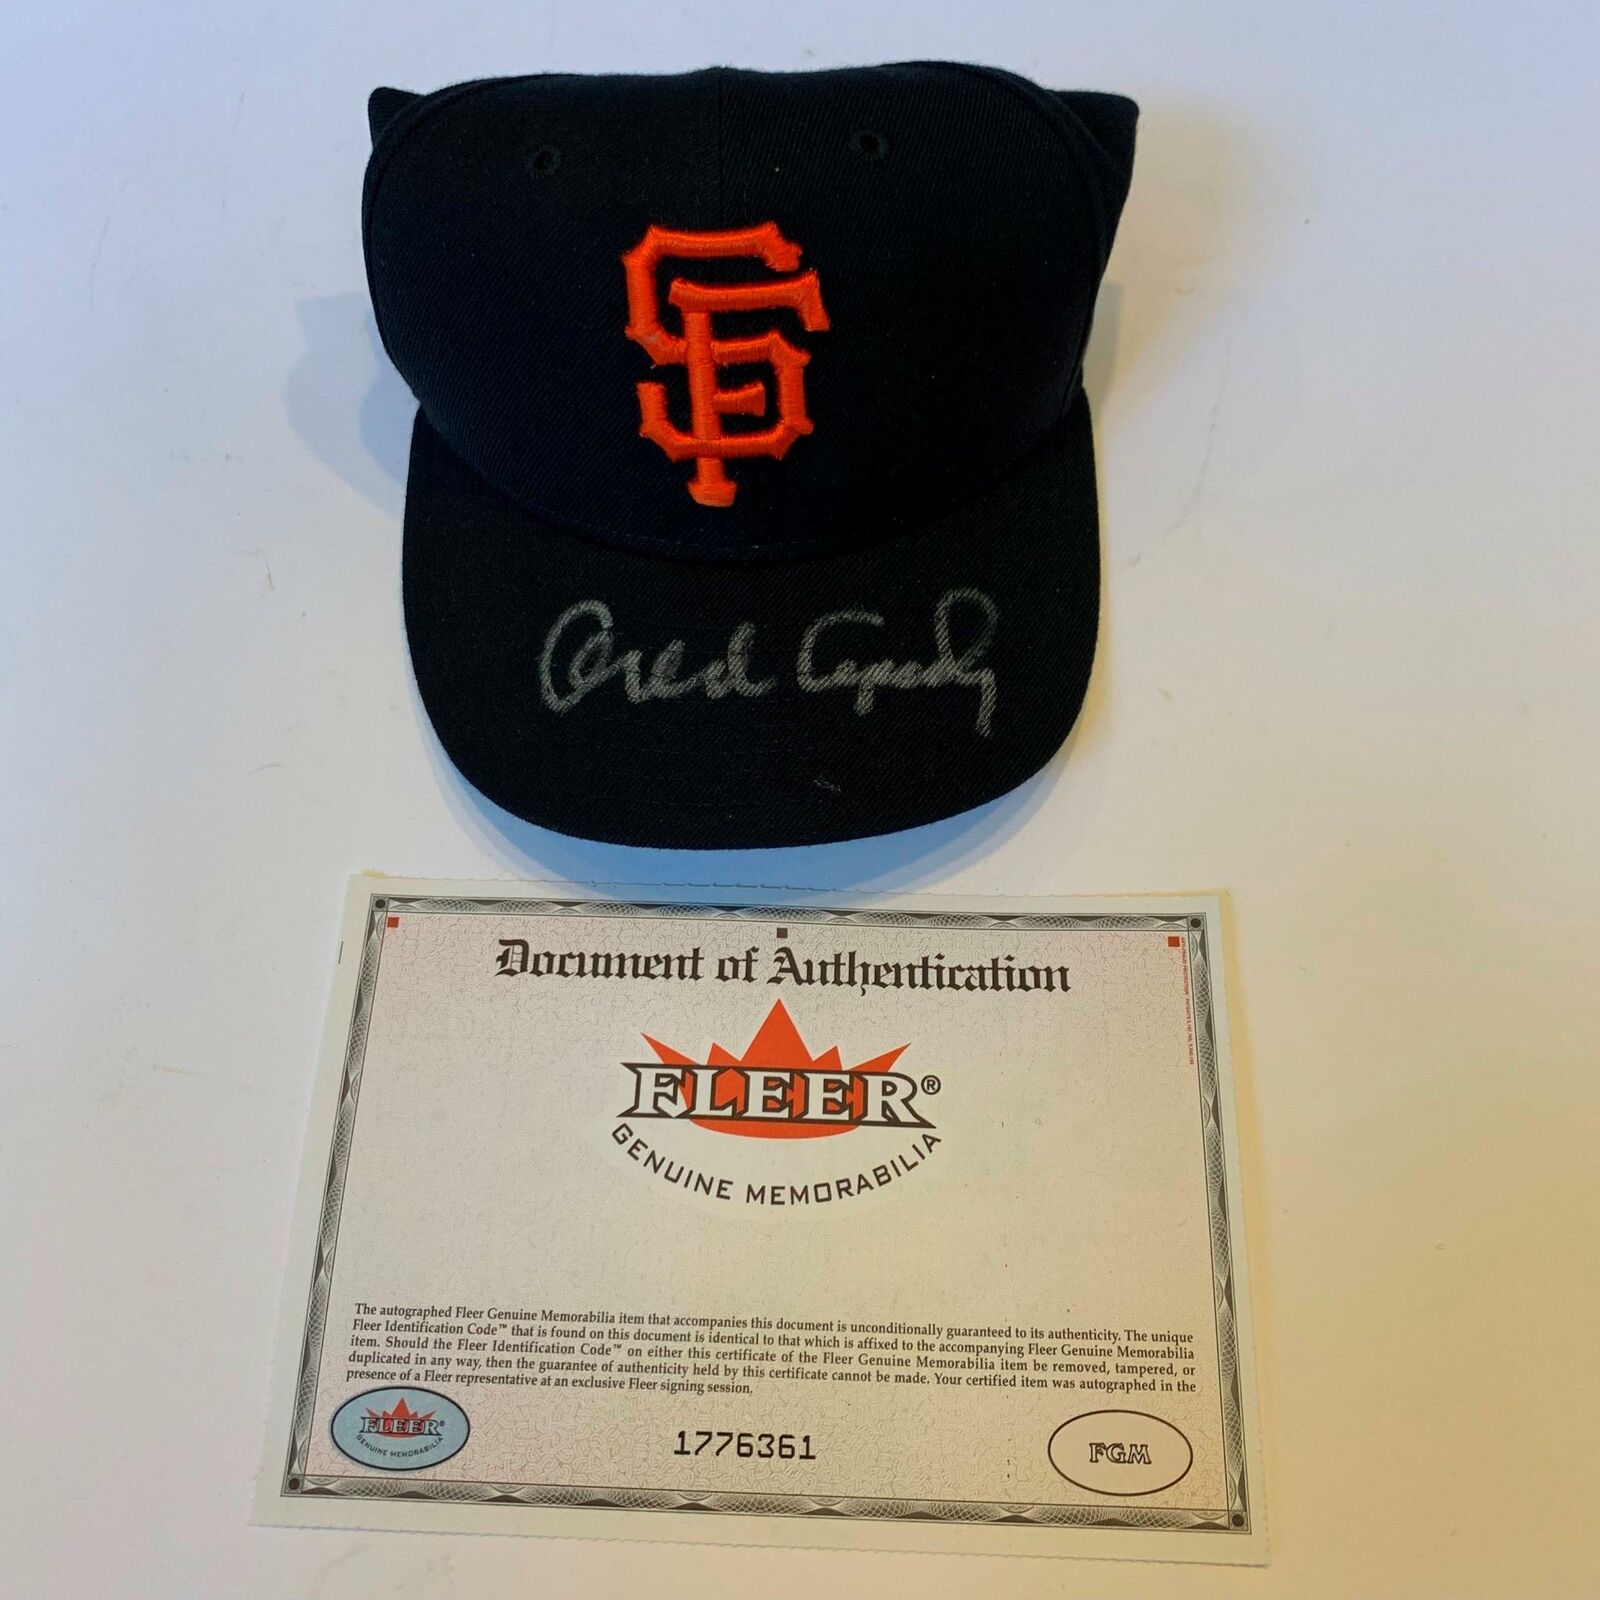 SF
Orlando Cepeda
Document of Authentication
FLEER®
GENUINE MEMORABILIA
The autographed Fleer Genuine Memorabilia item that accompanies this document is unconditionally guaranteed to its authenticity. The unique
Fleer Identification Code™ that is found on this document is identical to that which is affixed to the accompanying Fleer Genuine Memorabilia
item. Should the Fleer Identification Code™ on either this certificate of the Fleer Genuine Memorabilia item be removed, tampered, or
duplicated in any way, then the guarantee of authenticity held by this certificate cannot be made. Your certified item was autographed in the
presence of a Fleer representative at an exclusive Fleer signing session.
FLEER®
GENUINE MEMORABILIA
1776361
FGM